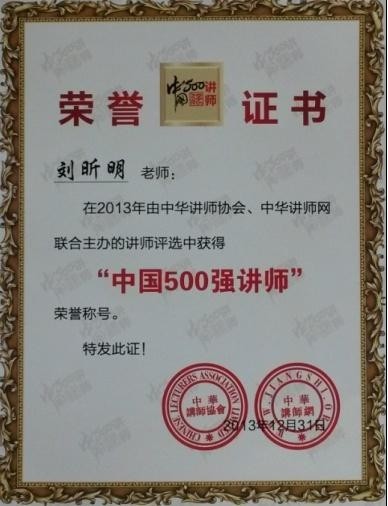 荣誉证书
中国500强讲师
刘昕明 老师：
在2013年由中华讲师协会、中华讲师网
联合主办的讲师评选中获得
“中国500强讲师”
荣誉称号。
特发此证！
CHINESE LECTURERS ASSOCIATION LIMITED
中華
講師協會
中華
講師網
2013年12月31日